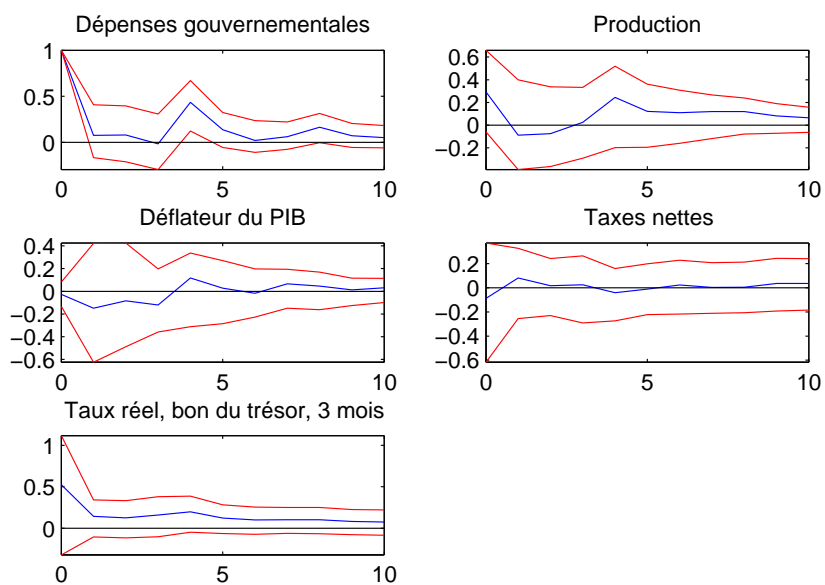 Dépenses gouvernementales
1
0.5
0
0 5 10
Production
0.6
0.4
0.2
0
−0.2
0 5 10
Déflateur du PIB
0.4
0.2
0
−0.2
−0.4
−0.6
0 5 10
Taxes nettes
0.2
0
−0.2
−0.4
−0.6
0 5 10
Taux réel, bon du trésor, 3 mois
1
0.5
0
0 5 10